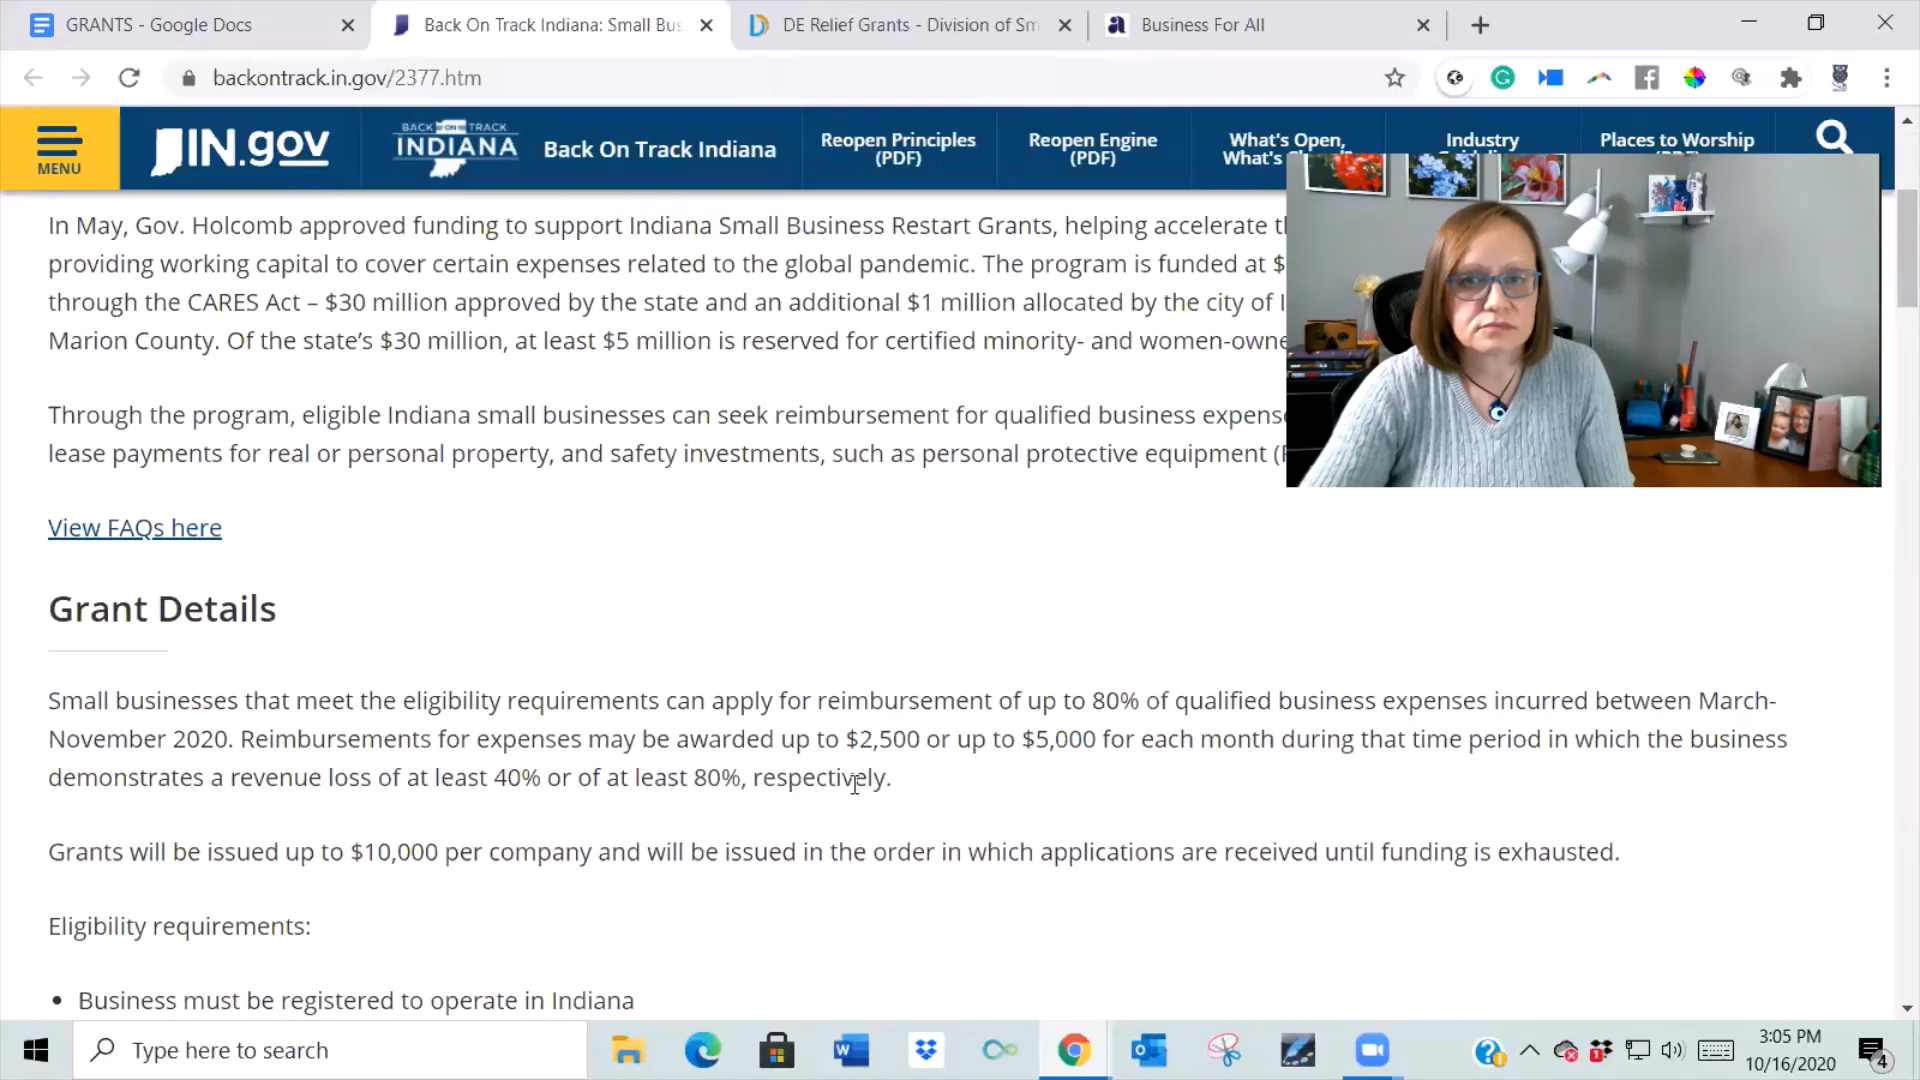 GRANTS - Google Docs
Back On Track Indiana: Small Bus
DE Relief Grants - Division of Sm
Business For All
backontrack.in.gov/2377.htm
MENU
IN.gov
BACK ON TRACK
INDIANA
Back On Track Indiana
Reopen Principles
(PDF)
Reopen Engine
(PDF)
What's Open,
What's
Industry
Places to Worship
In May, Gov. Holcomb approved funding to support Indiana Small Business Restart Grants, helping accelerate
providing working capital to cover certain expenses related to the global pandemic. The program is funded at $
through the CARES Act – $30 million approved by the state and an additional $1 million allocated by the city of
Marion County. Of the state's $30 million, at least $5 million is reserved for certified minority- and women-owne
Through the program, eligible Indiana small businesses can seek reimbursement for qualified business expens
lease payments for real or personal property, and safety investments, such as personal protective equipment (
View FAQs here
Grant Details
Small businesses that meet the eligibility requirements can apply for reimbursement of up to 80% of qualified business expenses incurred between March-
November 2020. Reimbursements for expenses may be awarded up to $2,500 or up to $5,000 for each month during that time period in which the business
demonstrates a revenue loss of at least 40% or of at least 80%, respectively.
Grants will be issued up to $10,000 per company and will be issued in the order in which applications are received until funding is exhausted.
Eligibility requirements:
• Business must be registered to operate in Indiana
Type here to search
3:05 PM
10/16/2020
4